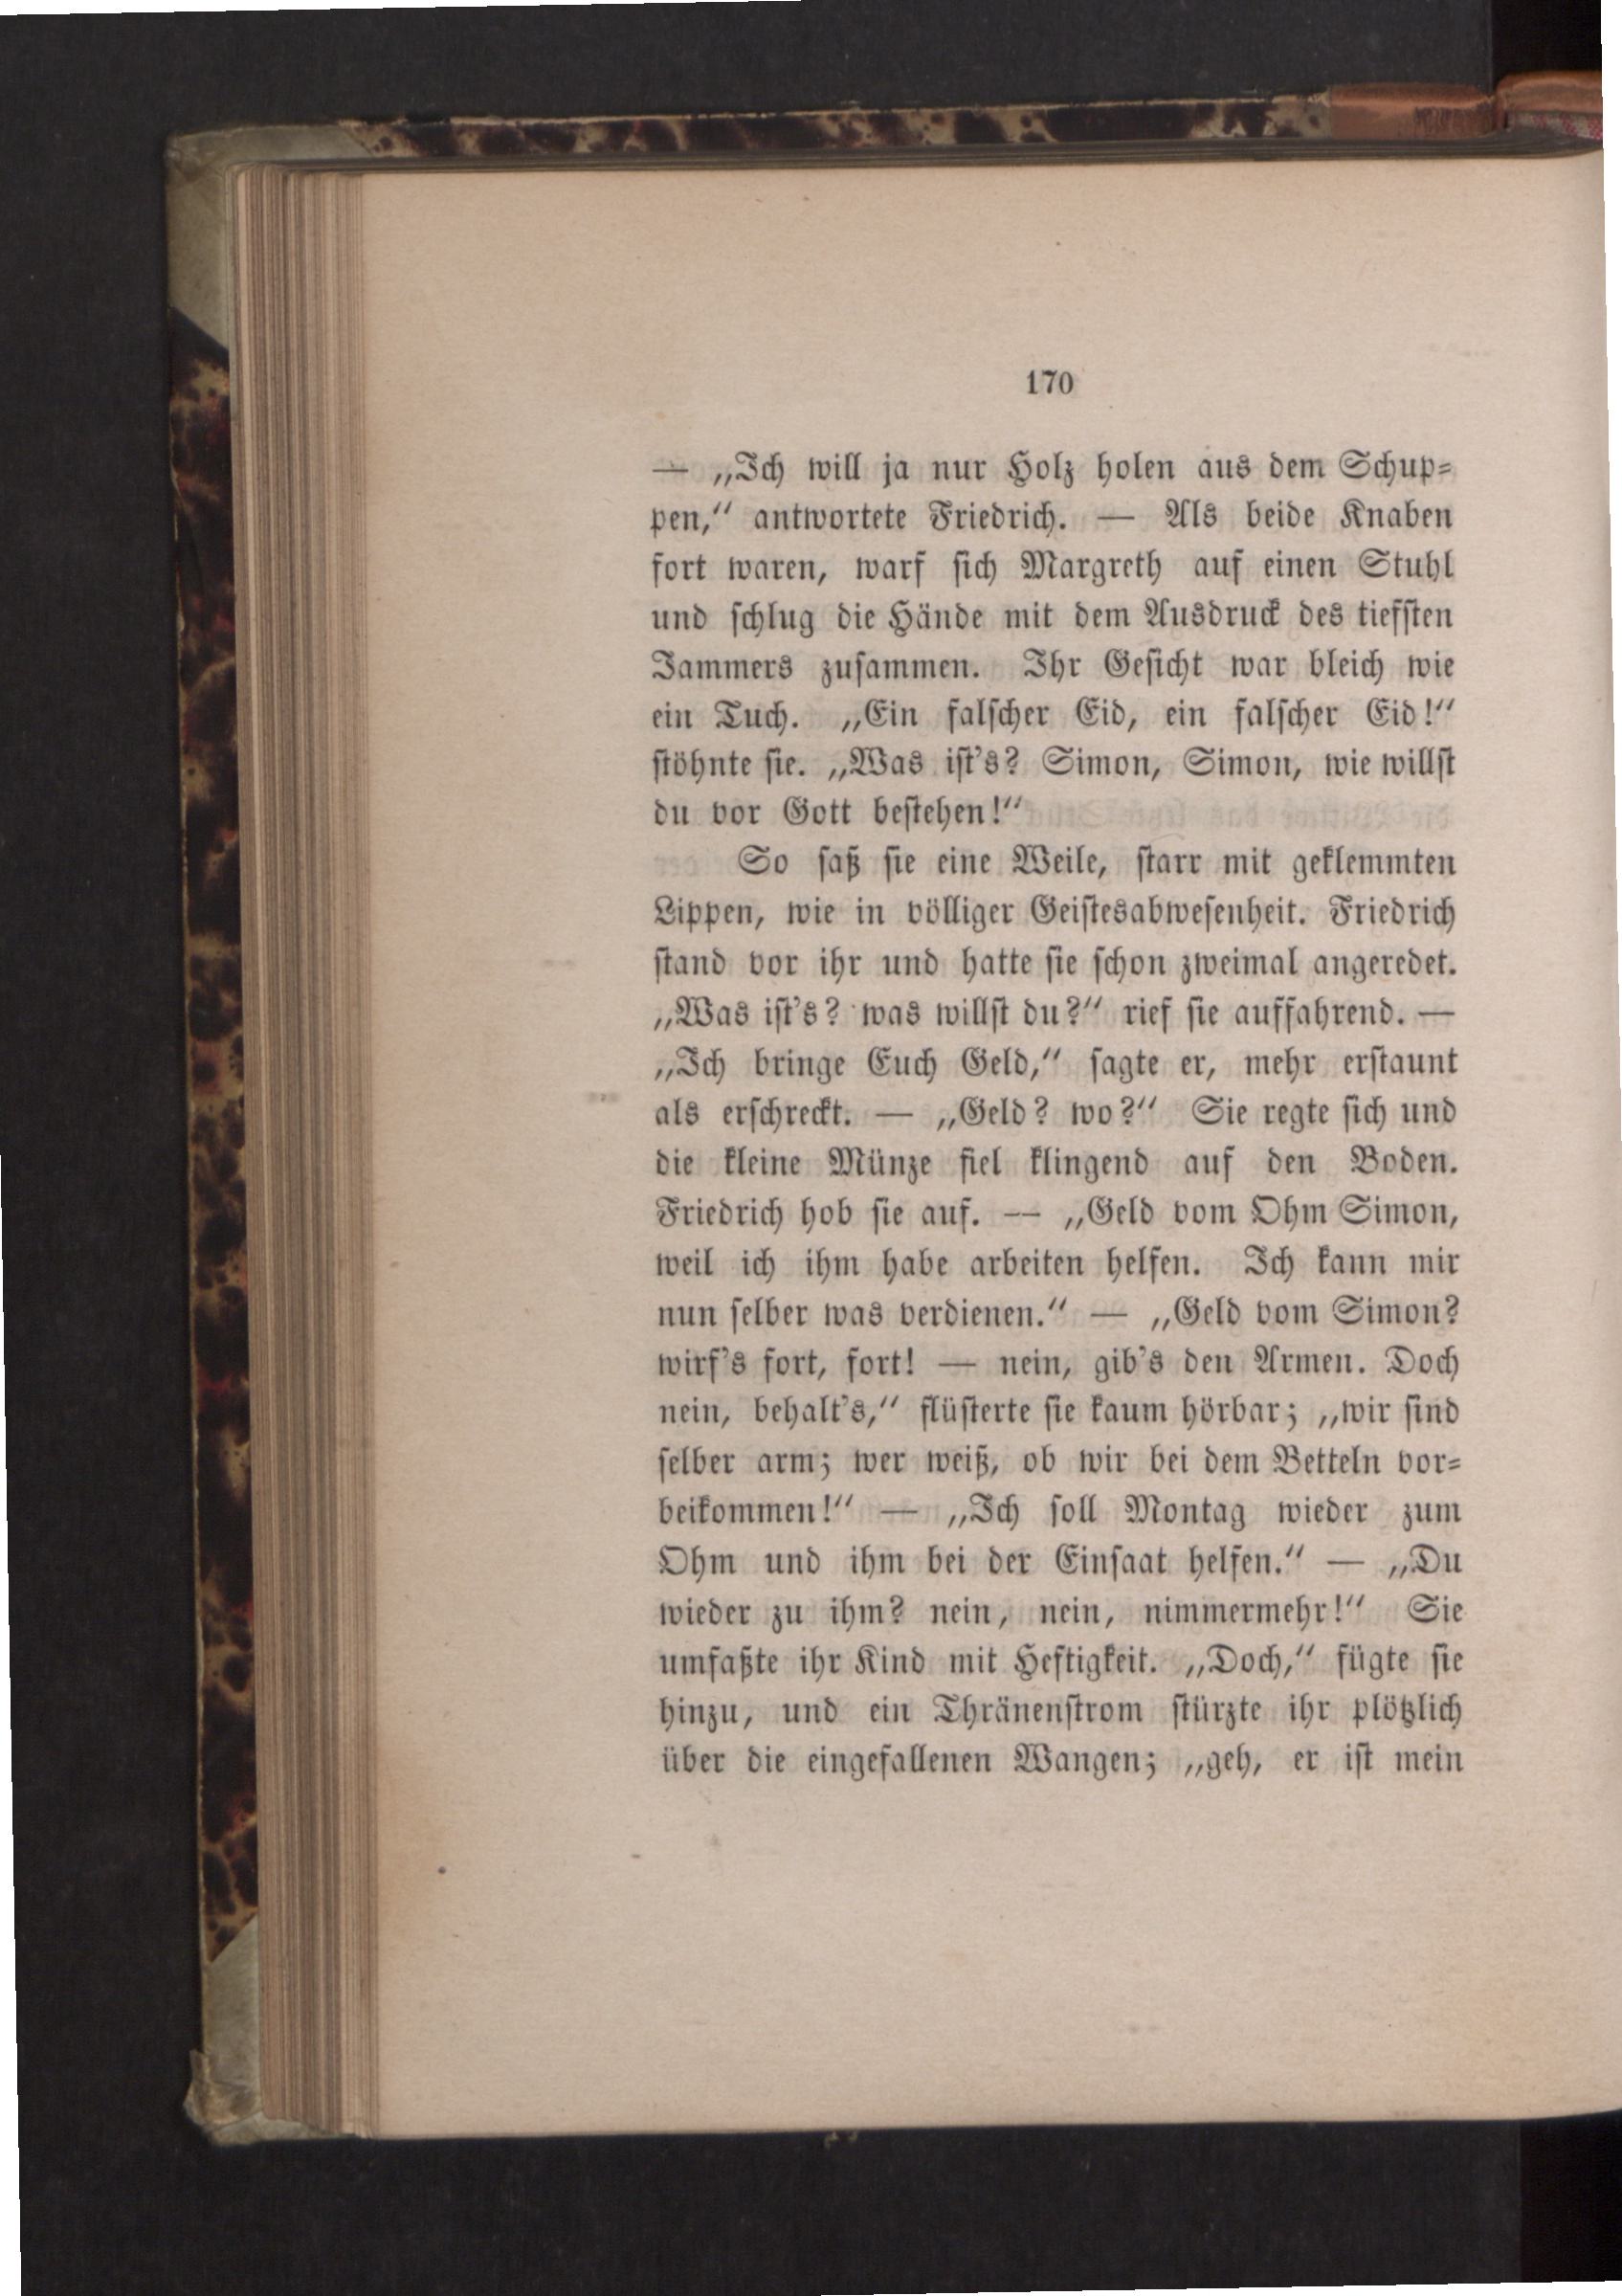 170
— „Ich will ja nur Holz holen aus dem Schup⸗
pen,“ antwortete Friedrich. — Als beide Knaben
fort waren, warf ſich Margreth auf einen Stuhl
und ſchlug die Hände mit dem Ausdruck des tiefſten
Jammers zuſammen. Ihr Geſicht war bleich wie
ein Tuch. „Ein falſcher Eid, ein falſcher Eid!“
ſtöhnte ſie. „Was iſt’s? Simon, Simon, wie willſt
du vor Gott beſtehen!“
So ſaß ſie eine Weile, ſtarr mit geklemmten
Lippen, wie in völliger Geiſtesabweſenheit. Friedrich
ſtand vor ihr und hatte ſie ſchon zweimal angeredet.
„Was iſt’s? was willſt du?“ rief ſie auffahrend. —
„Ich bringe Euch Geld,“ ſagte er, mehr erſtaunt
als erſchreckt. — „Geld? wo?“ Sie regte ſich und
die kleine Münze fiel klingend auf den Boden.
Friedrich hob ſie auf. — „Geld vom Ohm Simon,
weil ich ihm habe arbeiten helfen. Ich kann mir
nun ſelber was verdienen.“ — „Geld vom Simon?
wirf’s fort, fort! — nein, gib’s den Armen. Doch
nein, behalt’s,“ flüſterte ſie kaum hörbar; „wir ſind
ſelber arm; wer weiß, ob wir bei dem Betteln vor⸗
beikommen!“ — „Ich ſoll Montag wieder zum
Ohm und ihm bei der Einſaat helfen.“ — „Du
wieder zu ihm? nein, nein, nimmermehr!“ Sie
umfaßte ihr Kind mit Heftigkeit. „Doch,“ fügte ſie
hinzu, und ein Thränenſtrom ſtürzte ihr plötzlich
über die eingefallenen Wangen; „geh, er iſt mein